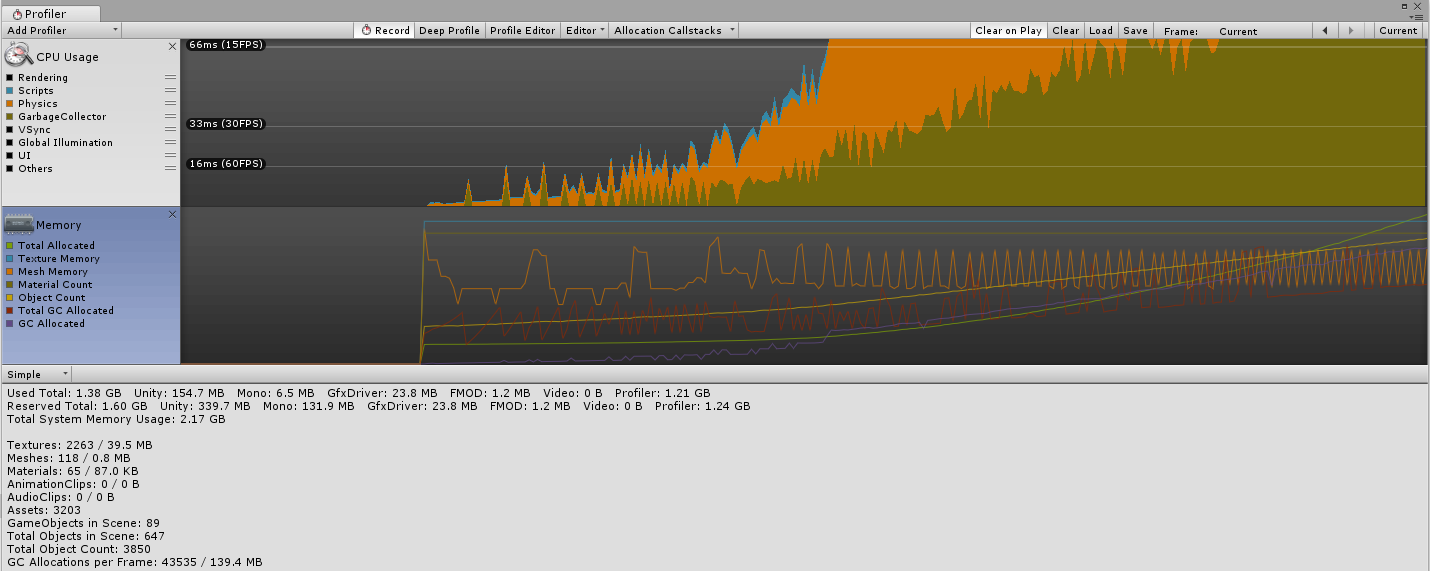 Profiler
Add Profiler Record Deep Profile Profile Editor Editor Allocation Callstacks Clear on Play Clear Load Save Frame: Current Current
CPU Usage
Rendering
Scripts
Physics
GarbageCollector
VSync
Global Illumination
UI
Others
66ms (15FPS)
33ms (30FPS)
16ms (60FPS)
Memory
Total Allocated
Texture Memory
Mesh Memory
Material Count
Object Count
Total GC Allocated
GC Allocated
Simple
Used Total: 1.38 GB Unity: 154.7 MB Mono: 6.5 MB GfxDriver: 23.8 MB FMOD: 1.2 MB Video: 0 B Profiler: 1.21 GB
Reserved Total: 1.60 GB Unity: 339.7 MB Mono: 131.9 MB GfxDriver: 23.8 MB FMOD: 1.2 MB Video: 0 B Profiler: 1.24 GB
Total System Memory Usage: 2.17 GB
Textures: 2263 / 39.5 MB
Meshes: 118 / 0.8 MB
Materials: 65 / 87.0 KB
AnimationClips: 0 / 0 B
AudioClips: 0 / 0 B
Assets: 3203
GameObjects in Scene: 89
Total Objects in Scene: 647
Total Object Count: 3850
GC Allocations per Frame: 43535 / 139.4 MB